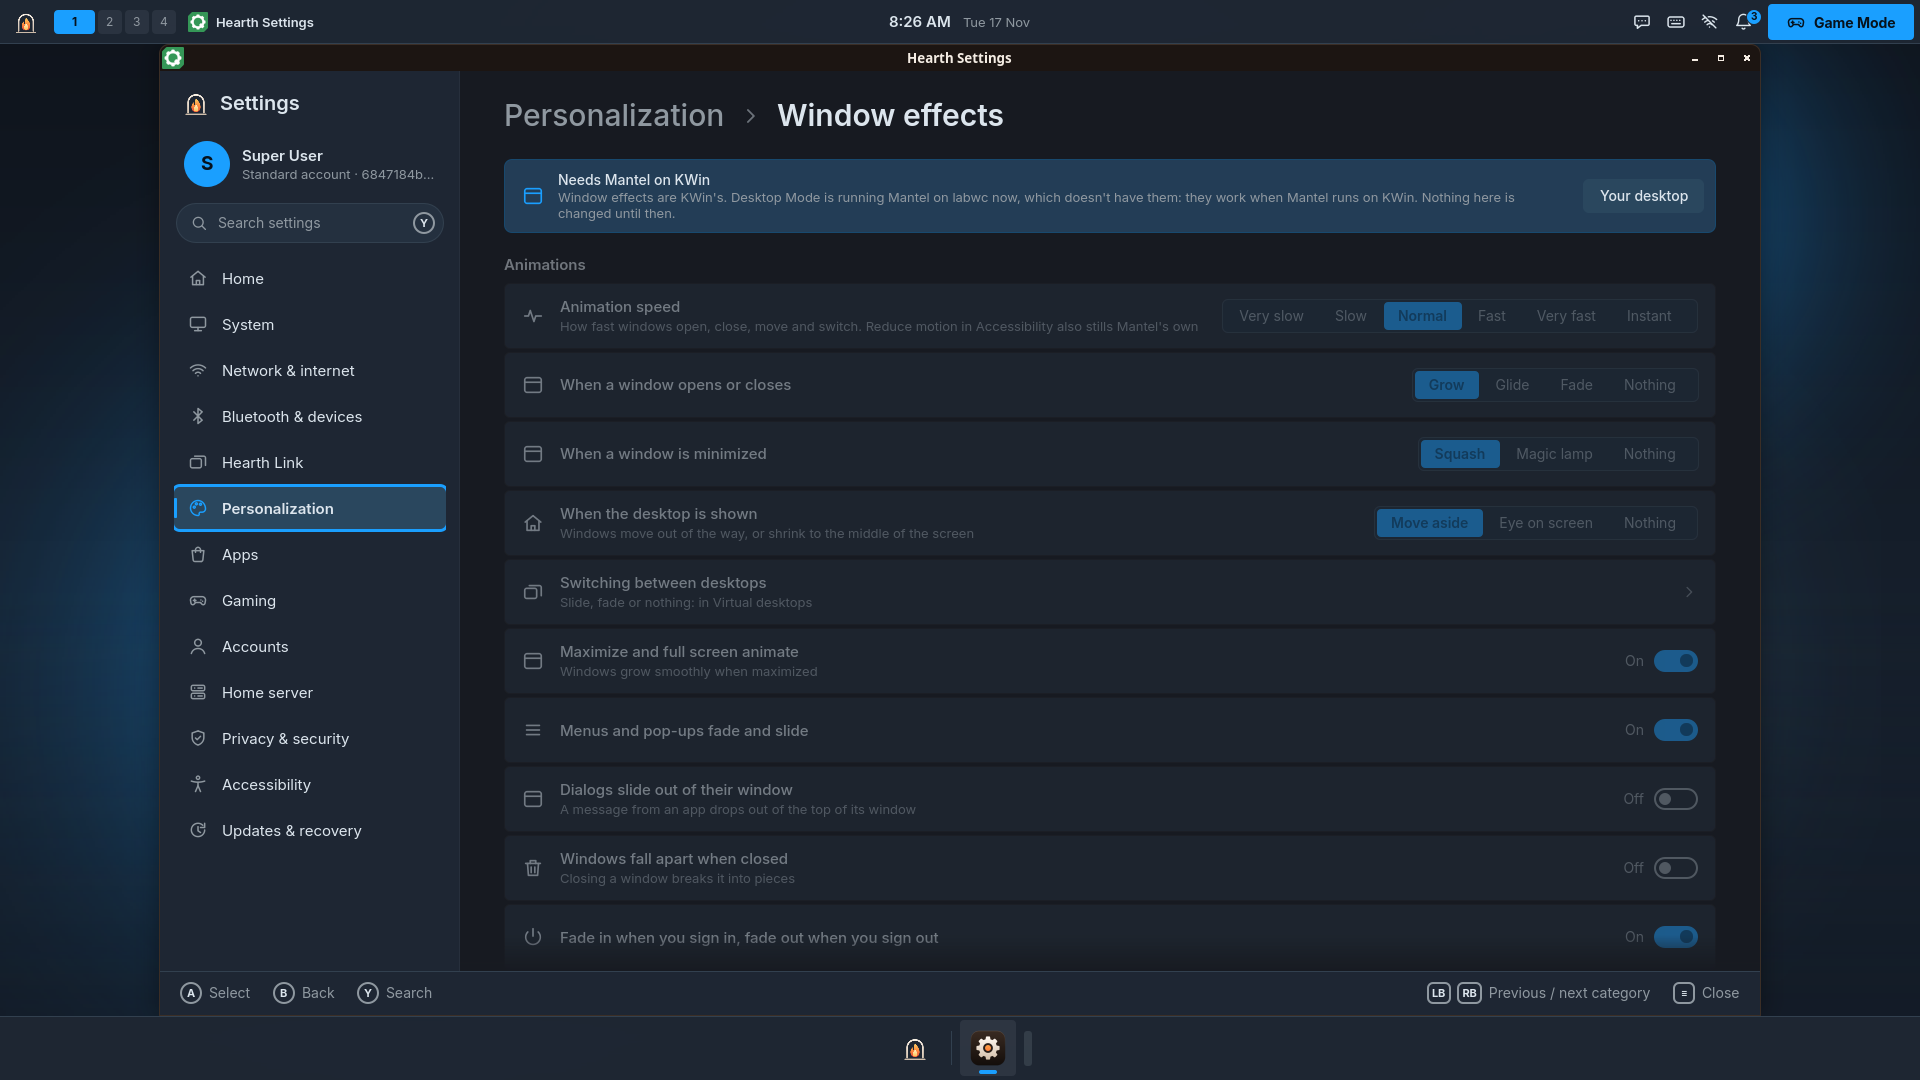 1 2 3 4 Hearth Settings 8:26 AM Tue 17 Nov 3 Game Mode
Hearth Settings
Settings
S
Super User
Standard account · 6847184b...
Search settings Y
Home
System
Network & internet
Bluetooth & devices
Hearth Link
Personalization
Apps
Gaming
Accounts
Home server
Privacy & security
Accessibility
Updates & recovery
Personalization > Window effects
Needs Mantel on KWin
Window effects are KWin's. Desktop Mode is running Mantel on labwc now, which doesn't have them: they work when Mantel runs on KWin. Nothing here is
changed until then.
Your desktop
Animations
Animation speed
How fast windows open, close, move and switch. Reduce motion in Accessibility also stills Mantel's own
Very slow Slow Normal Fast Very fast Instant
When a window opens or closes
Grow Glide Fade Nothing
When a window is minimized
Squash Magic lamp Nothing
When the desktop is shown
Windows move out of the way, or shrink to the middle of the screen
Move aside Eye on screen Nothing
Switching between desktops
Slide, fade or nothing: in Virtual desktops
Maximize and full screen animate
Windows grow smoothly when maximized
On
Menus and pop-ups fade and slide
On
Dialogs slide out of their window
A message from an app drops out of the top of its window
Off
Windows fall apart when closed
Closing a window breaks it into pieces
Off
Fade in when you sign in, fade out when you sign out
On
A Select B Back Y Search LB RB Previous / next category Close